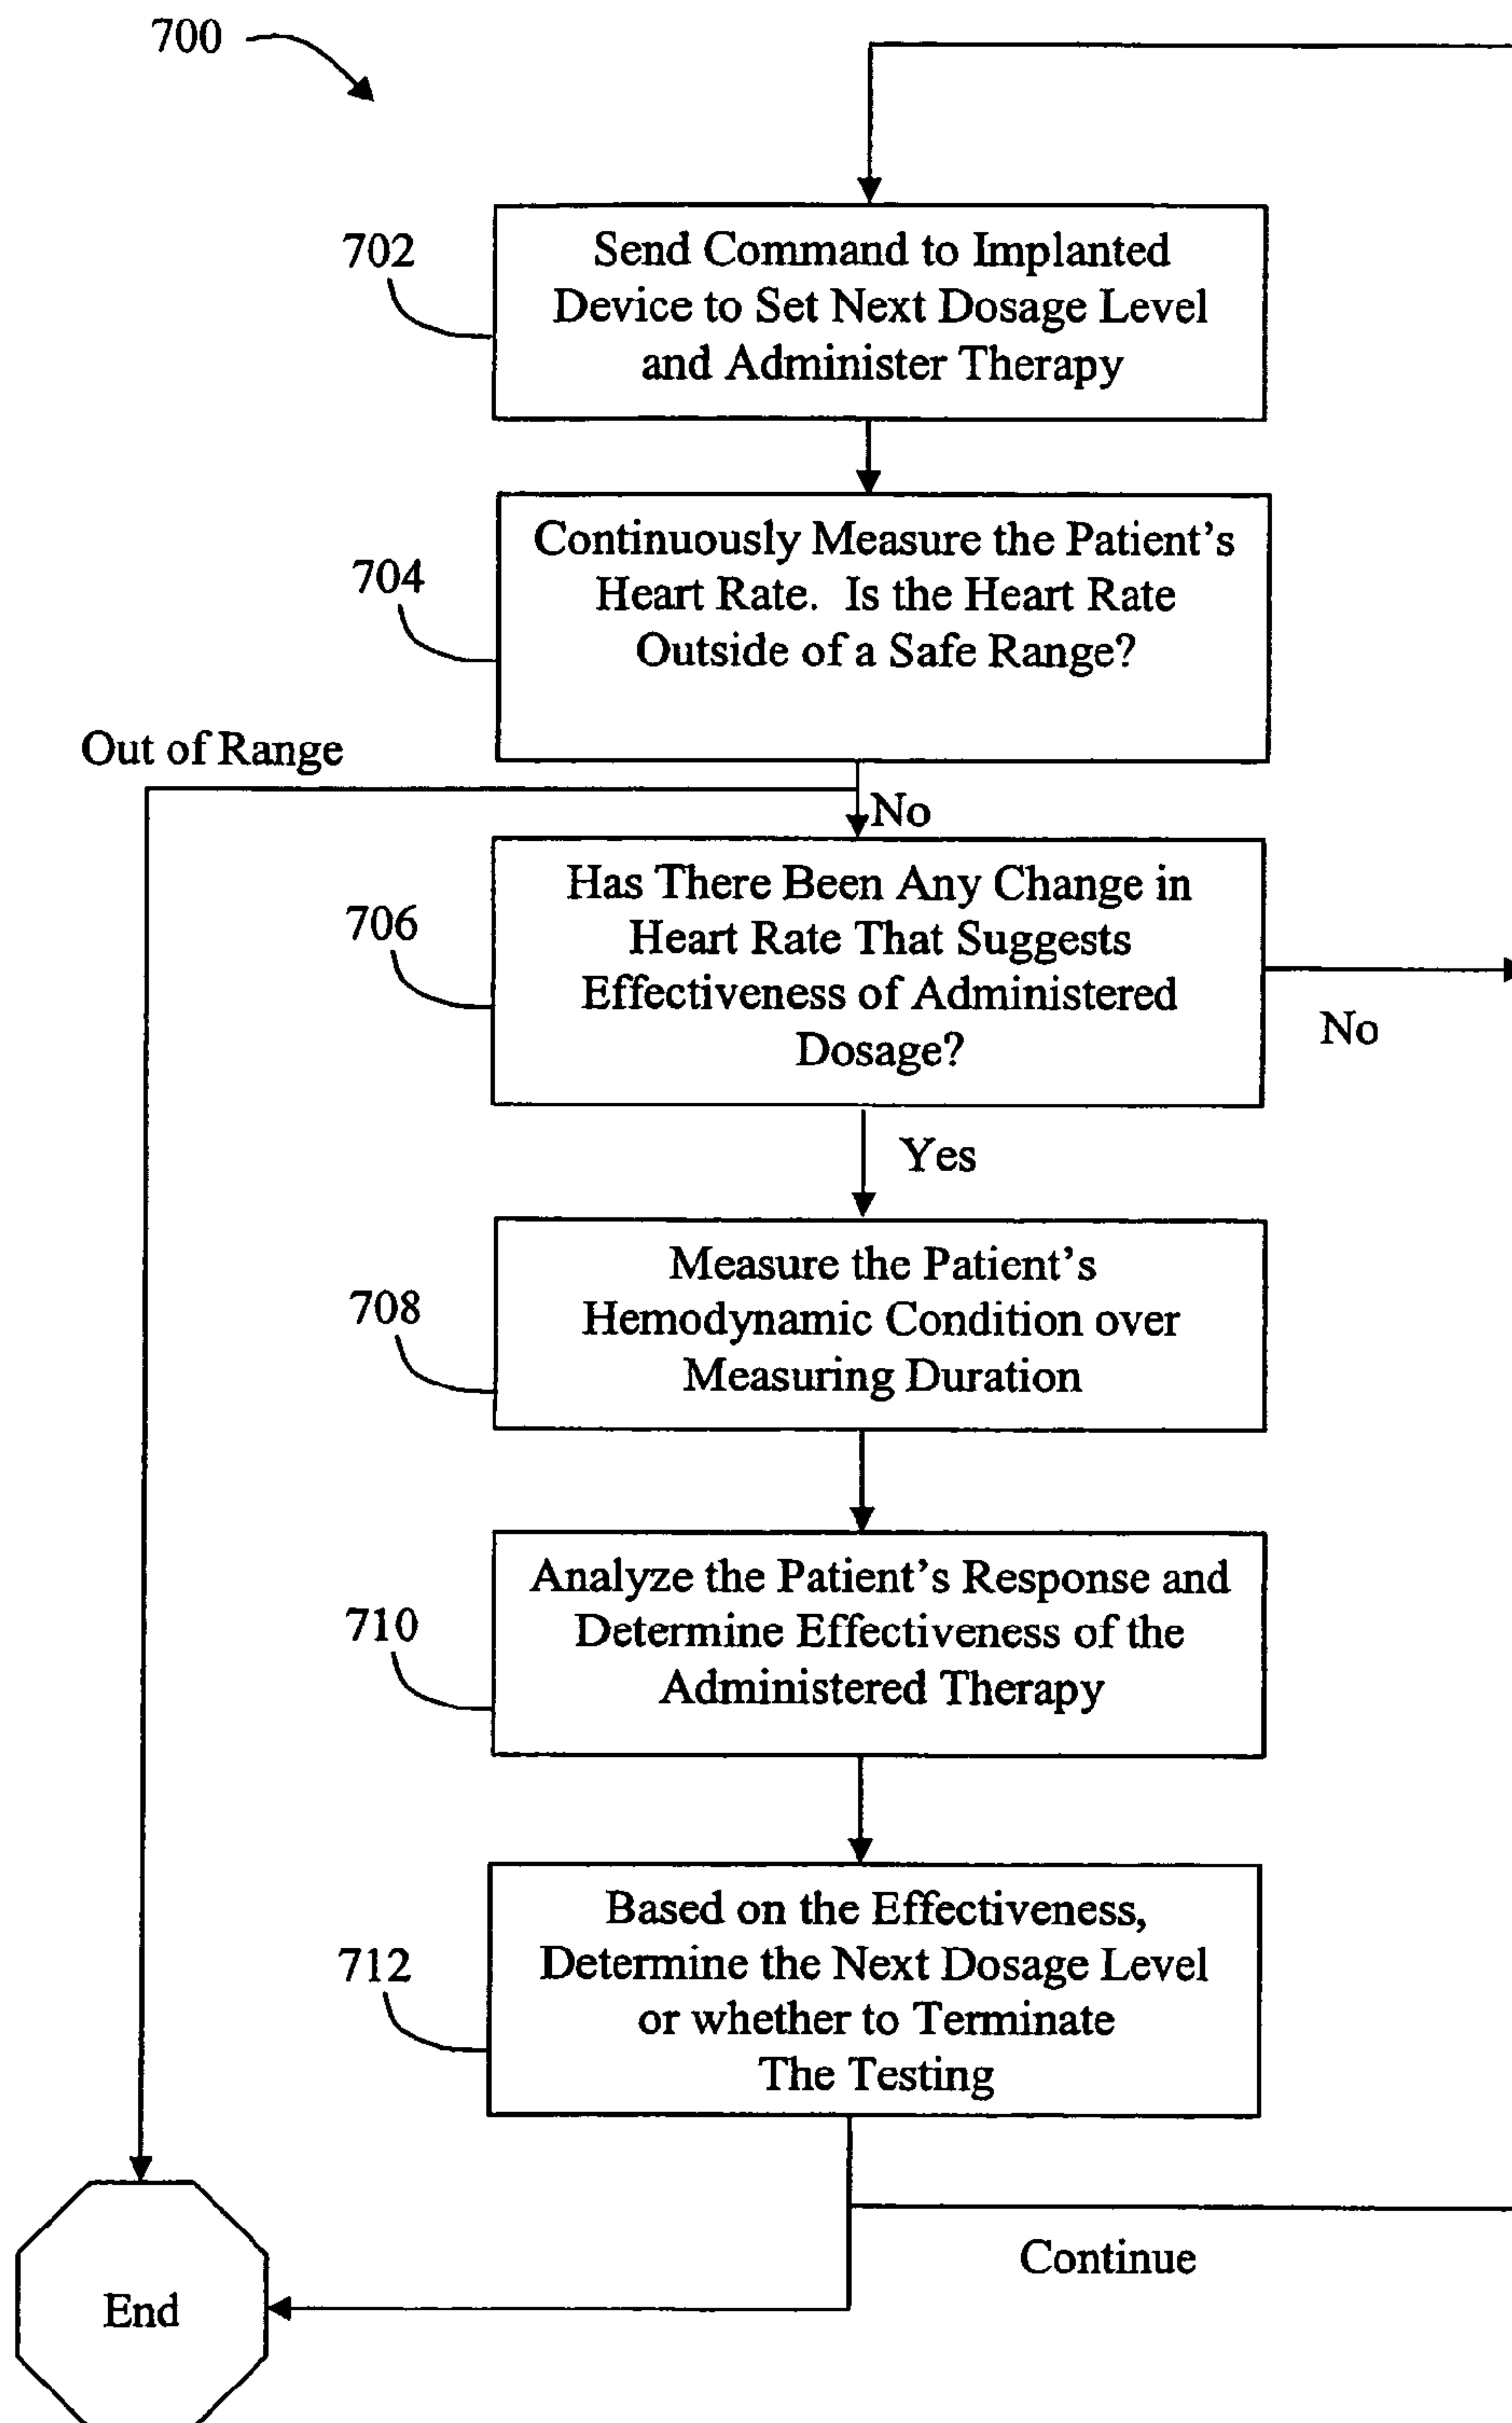 700
702
Send Command to Implanted
Device to Set Next Dosage Level
and Administer Therapy
704
Continuously Measure the Patient's
Heart Rate.  Is the Heart Rate
Outside of a Safe Range?
Out of Range
No
706
Has There Been Any Change in
Heart Rate That Suggests
Effectiveness of Administered
Dosage?
No
Yes
708
Measure the Patient's
Hemodynamic Condition over
Measuring Duration
710
Analyze the Patient's Response and
Determine Effectiveness of the
Administered Therapy
712
Based on the Effectiveness,
Determine the Next Dosage Level
or whether to Terminate
The Testing
Continue
End